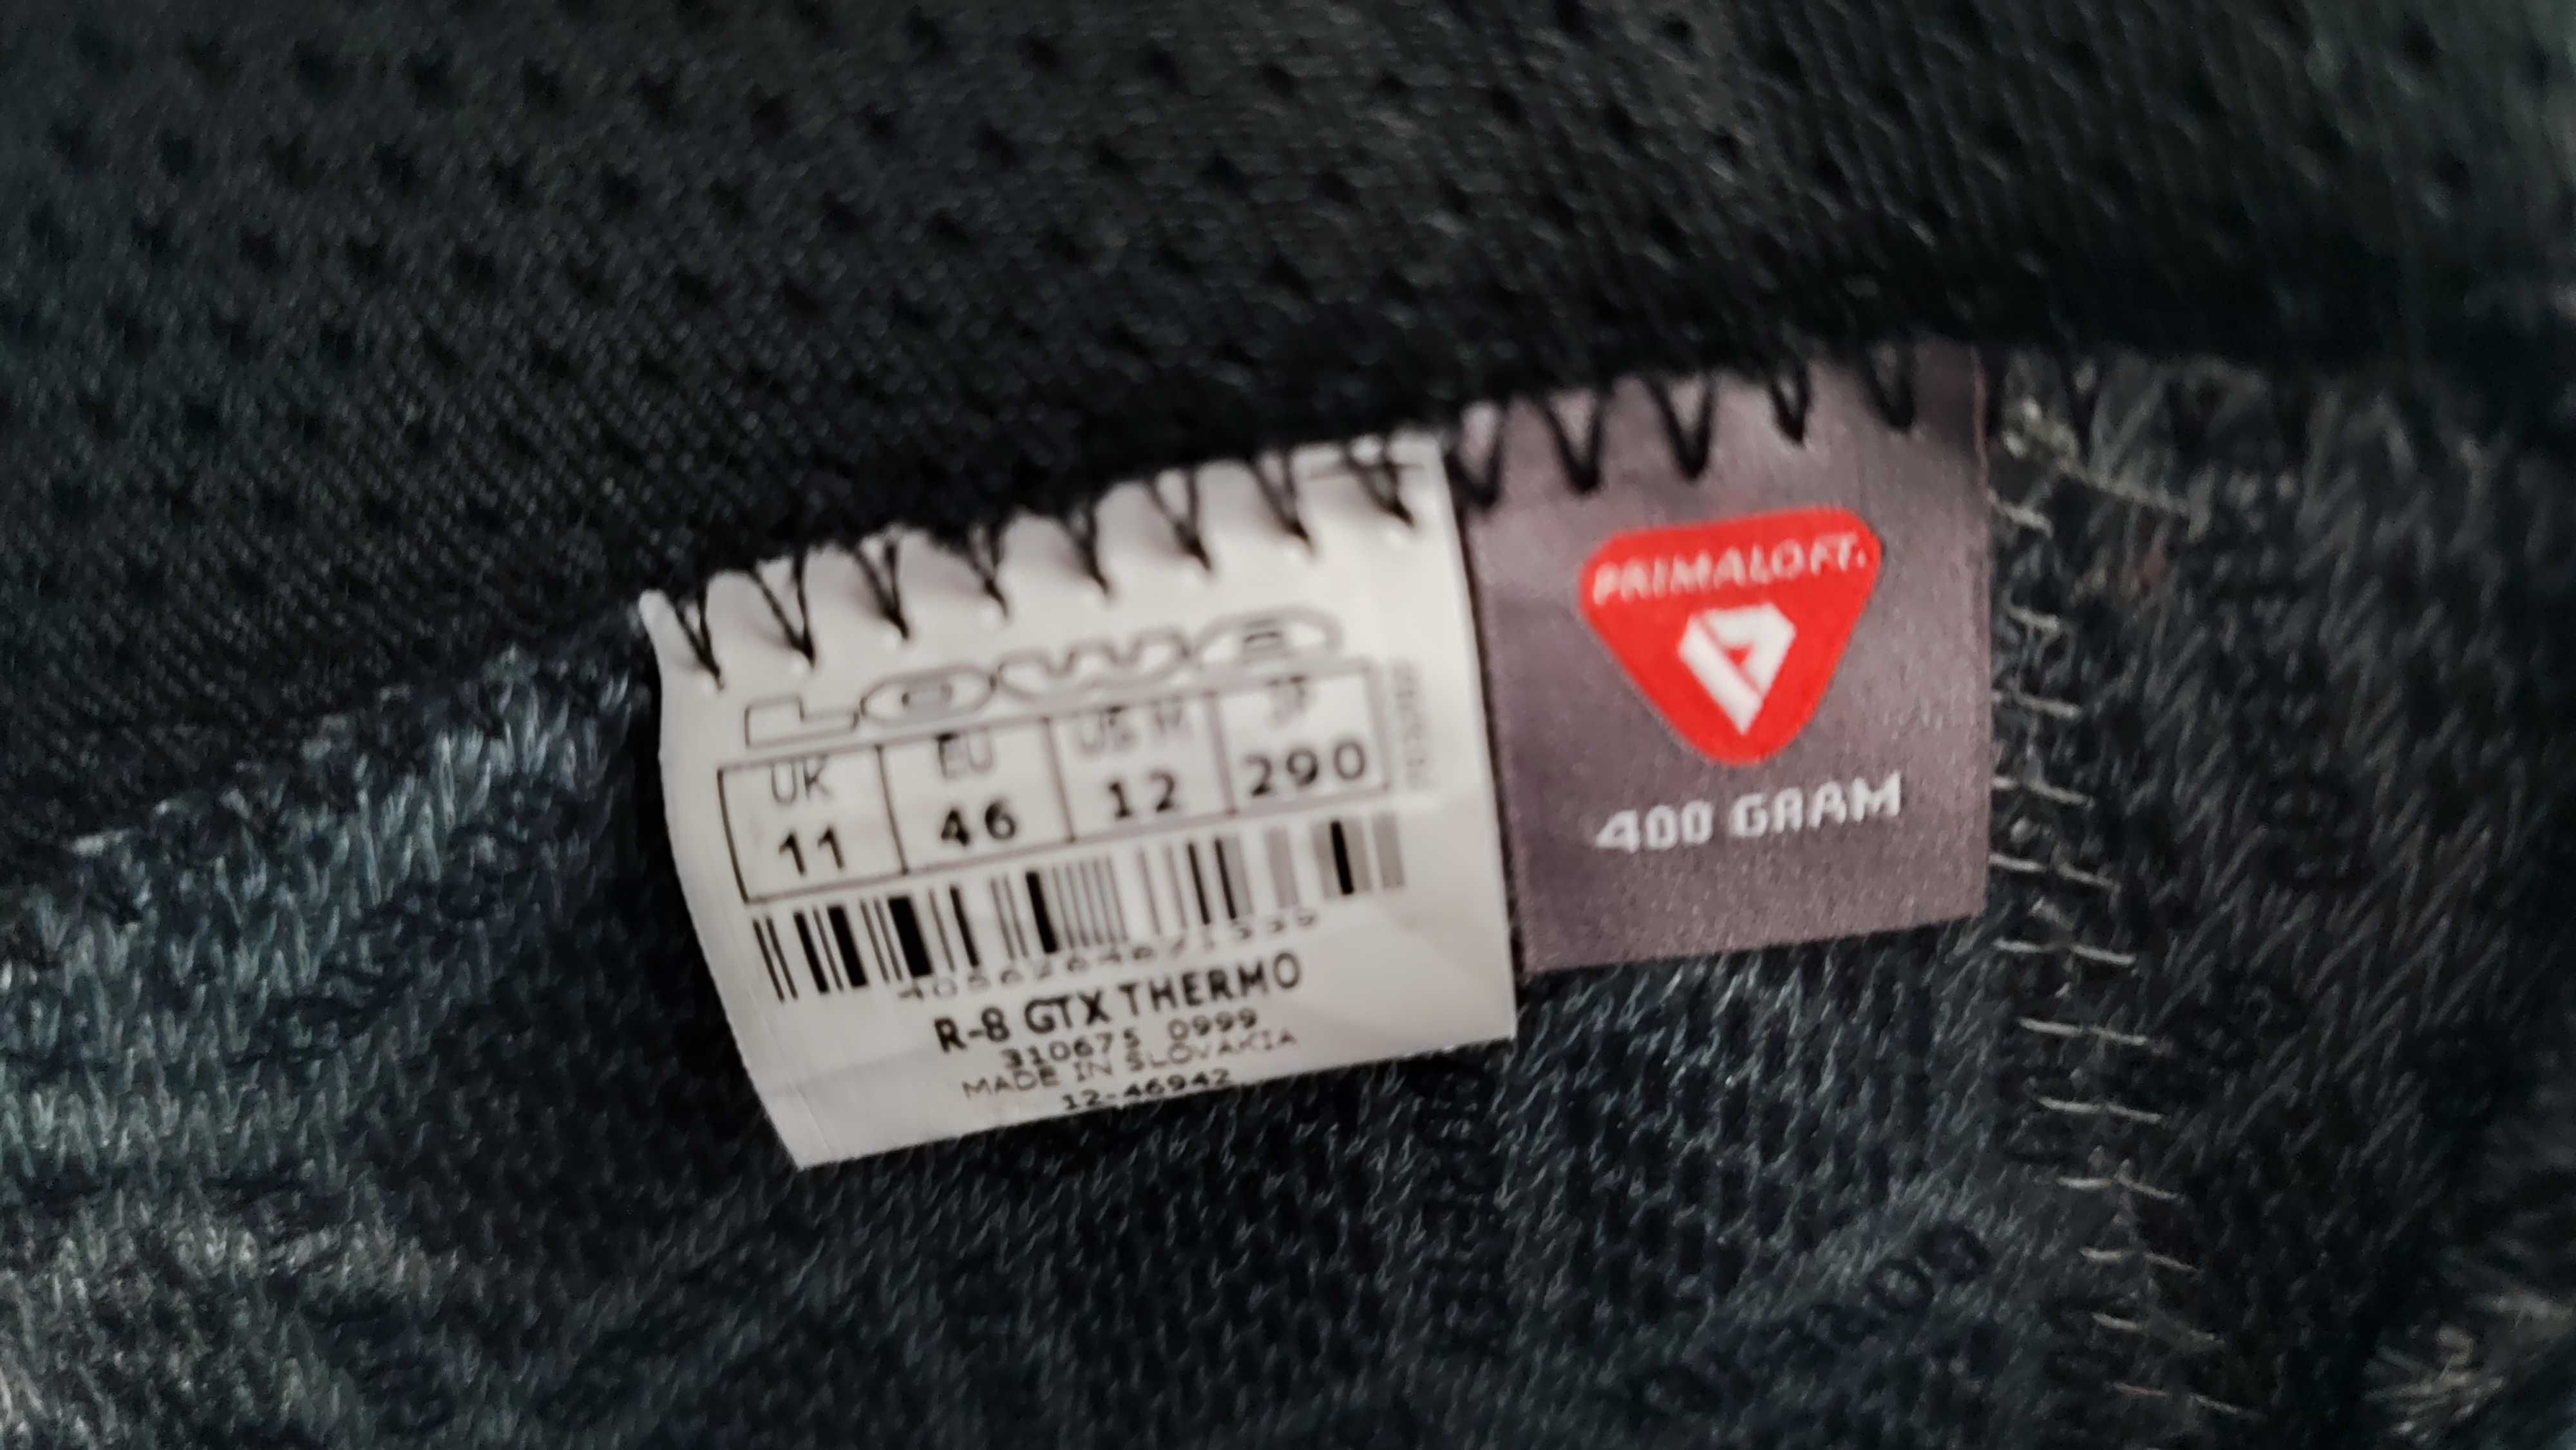 LOWA
UK EU US M JP
11 46 12 290
R-8 GTX THERMO
310675 0999
MADE IN SLOVAKIA
12-46942
PRIMALOFT
400 GRAM